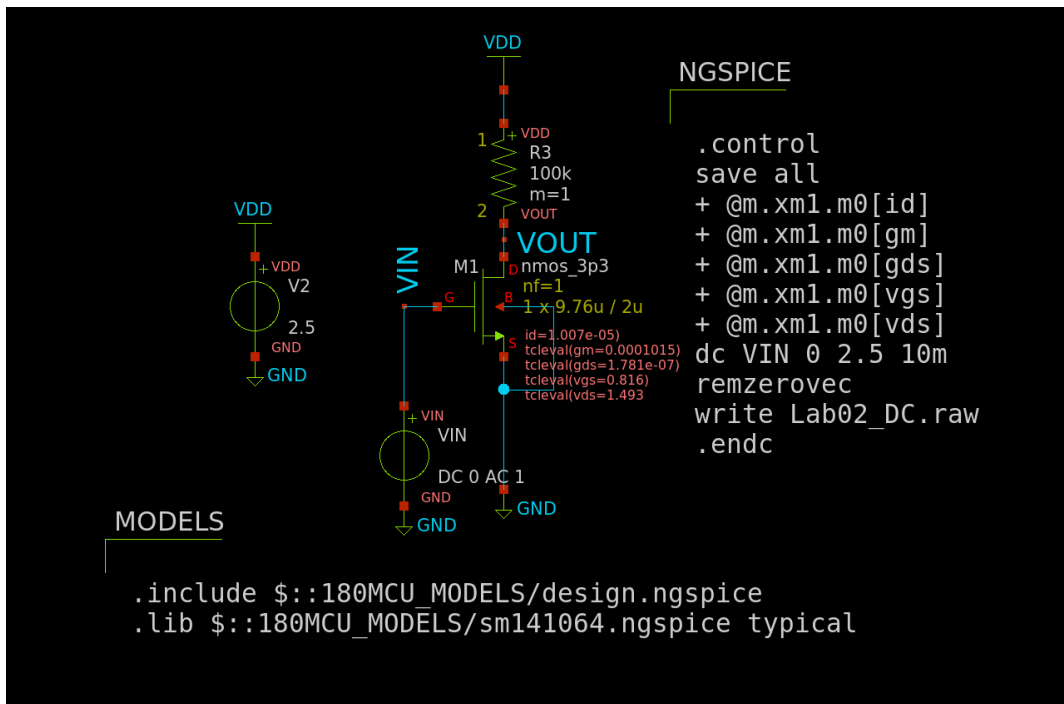 VDD
NGSPICE
1
VDD
R3
100k
m=1
2
VOUT
VDD
VDD
V2
2.5
GND
GND
VIN
VOUT
M1
D
nmos_3p3
nf=1
G
B
1 x 9.76u / 2u
S
id=1.007e-05)
tcleval(gm=0.0001015)
tcleval(gds=1.781e-07)
tcleval(vgs=0.816)
tcleval(vds=1.493
VIN
VIN
DC 0 AC 1
GND
GND
GND
.control
save all
+ @m.xm1.m0[id]
+ @m.xm1.m0[gm]
+ @m.xm1.m0[gds]
+ @m.xm1.m0[vgs]
+ @m.xm1.m0[vds]
dc VIN 0 2.5 10m
remzerovec
write Lab02_DC.raw
.endc
MODELS
.include $::180MCU_MODELS/design.ngspice
.lib $::180MCU_MODELS/sm141064.ngspice typical